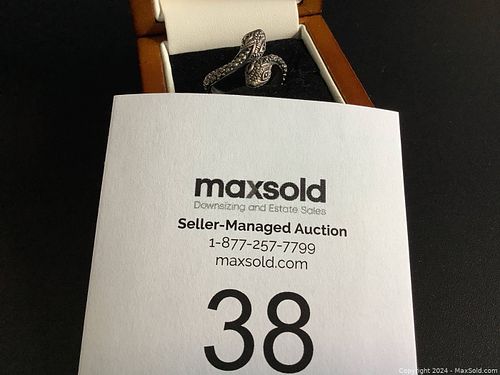 maxsold
Downsizing and Estate Sales
Seller-Managed Auction
1-877-257-7799
maxsold.com
38
Copyright 2024 - MaxSold.com